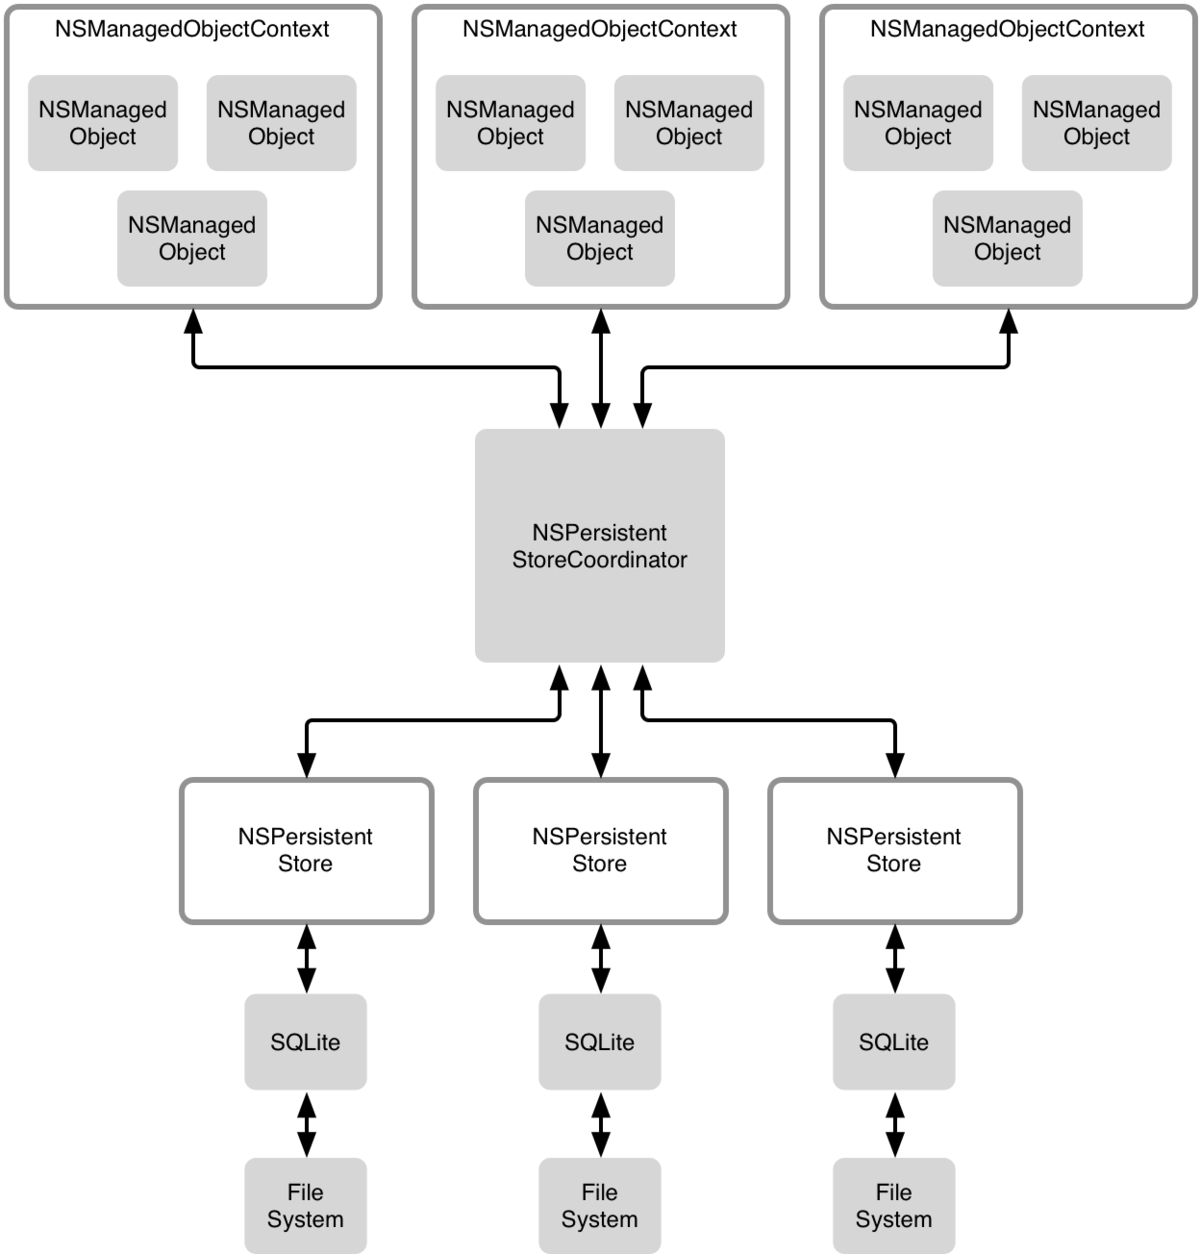 NSManagedObjectContext
NSManaged
Object
NSManaged
Object
NSManaged
Object
NSManagedObjectContext
NSManaged
Object
NSManaged
Object
NSManaged
Object
NSManagedObjectContext
NSManaged
Object
NSManaged
Object
NSManaged
Object
NSPersistent
StoreCoordinator
NSPersistent
Store
NSPersistent
Store
NSPersistent
Store
SQLite
SQLite
SQLite
File
System
File
System
File
System